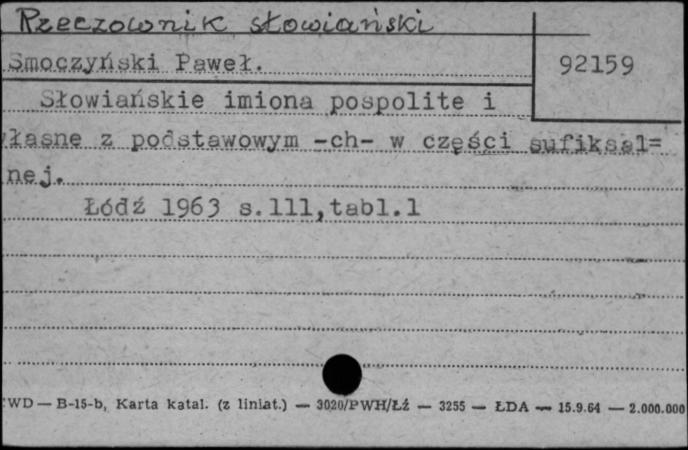 Rzeczownik słowiański
Smoczyński Paweł.
92159
Słowiańskie imiona pospolite i
własne z podstawowym -ch- w części sufiksal=
nej.
Łódź 1963 s.111,tabl.1
CWD — B-15-b, Karta katal. (z liniat.) — 3020/PWH/Łź — 3255 — ŁDA — 15.9.64 — 2.000.000